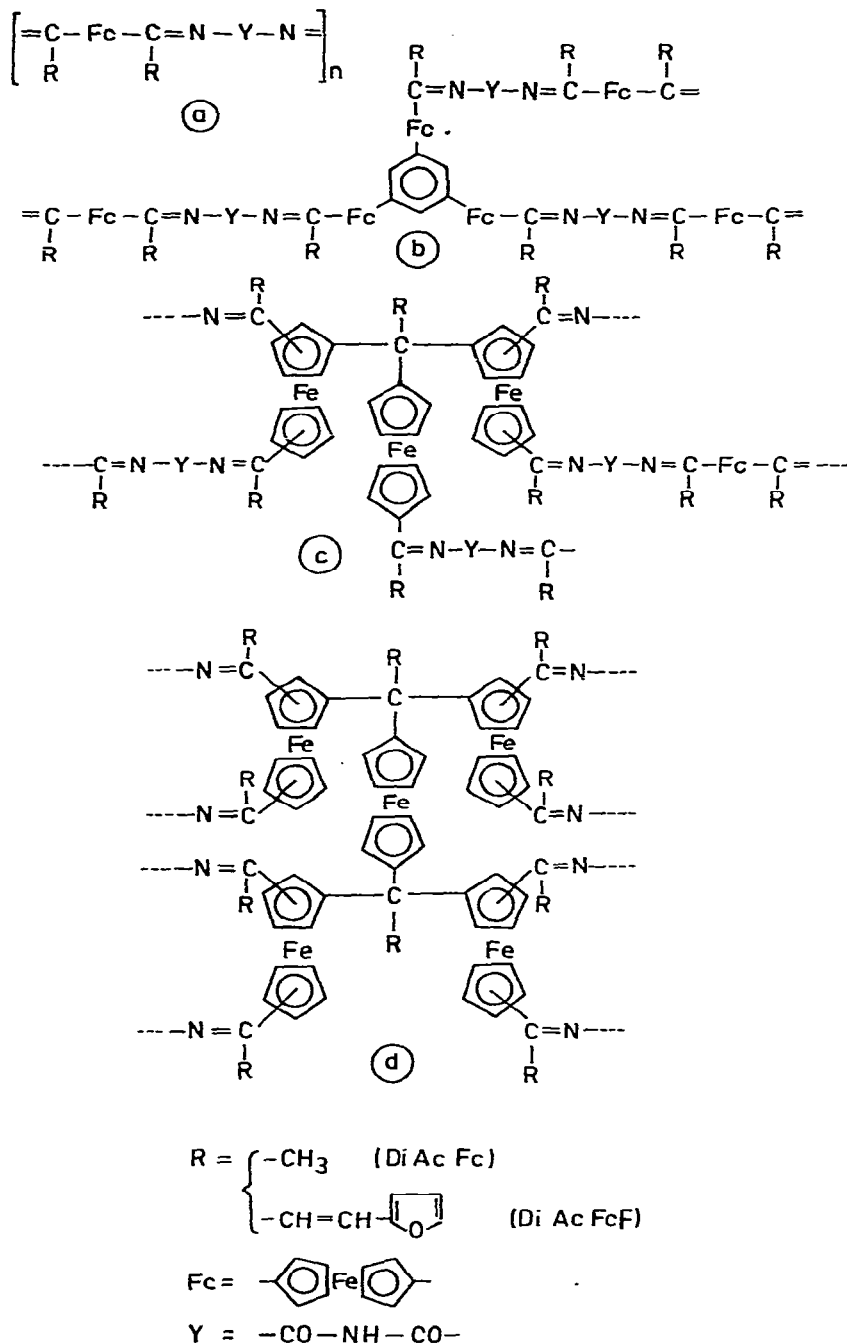 [=C-Fc-C=N-Y-N=]n
R R
a
R R
C=N-Y-N=C-Fc-C=
Fc
=C-Fc-C=N-Y-N=C-Fc Fc-C=N-Y-N=C-Fc-C=
R R R R R R
b
R R R
----N=C C C=N----
Fe Fe
Fe
---C=N-Y-N=C C=N-Y-N=C-Fc-C=---
R R R R R
c
C=N-Y-N=C-
R R
R R R
---N=C C C=N----
Fe Fe
R Fe R
----N=C C=N----
----N=C C C=N----
R R R
Fe Fe
----N=C C=N----
R R
d
R = { -CH3 (Di Ac Fc)
-CH=CH- O (Di Ac FcF)
Fc= Fe
Y = -CO-NH-CO-